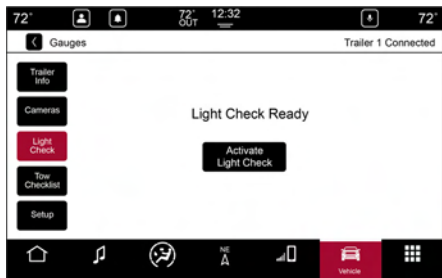 72°
72°
OUT
12:32
72°
Gauges
Trailer 1 Connected
Trailer
Info
Cameras
Light
Check
Tow
Checklist
Setup
Light Check Ready
Activate
Light Check
NE
A
Vehicle